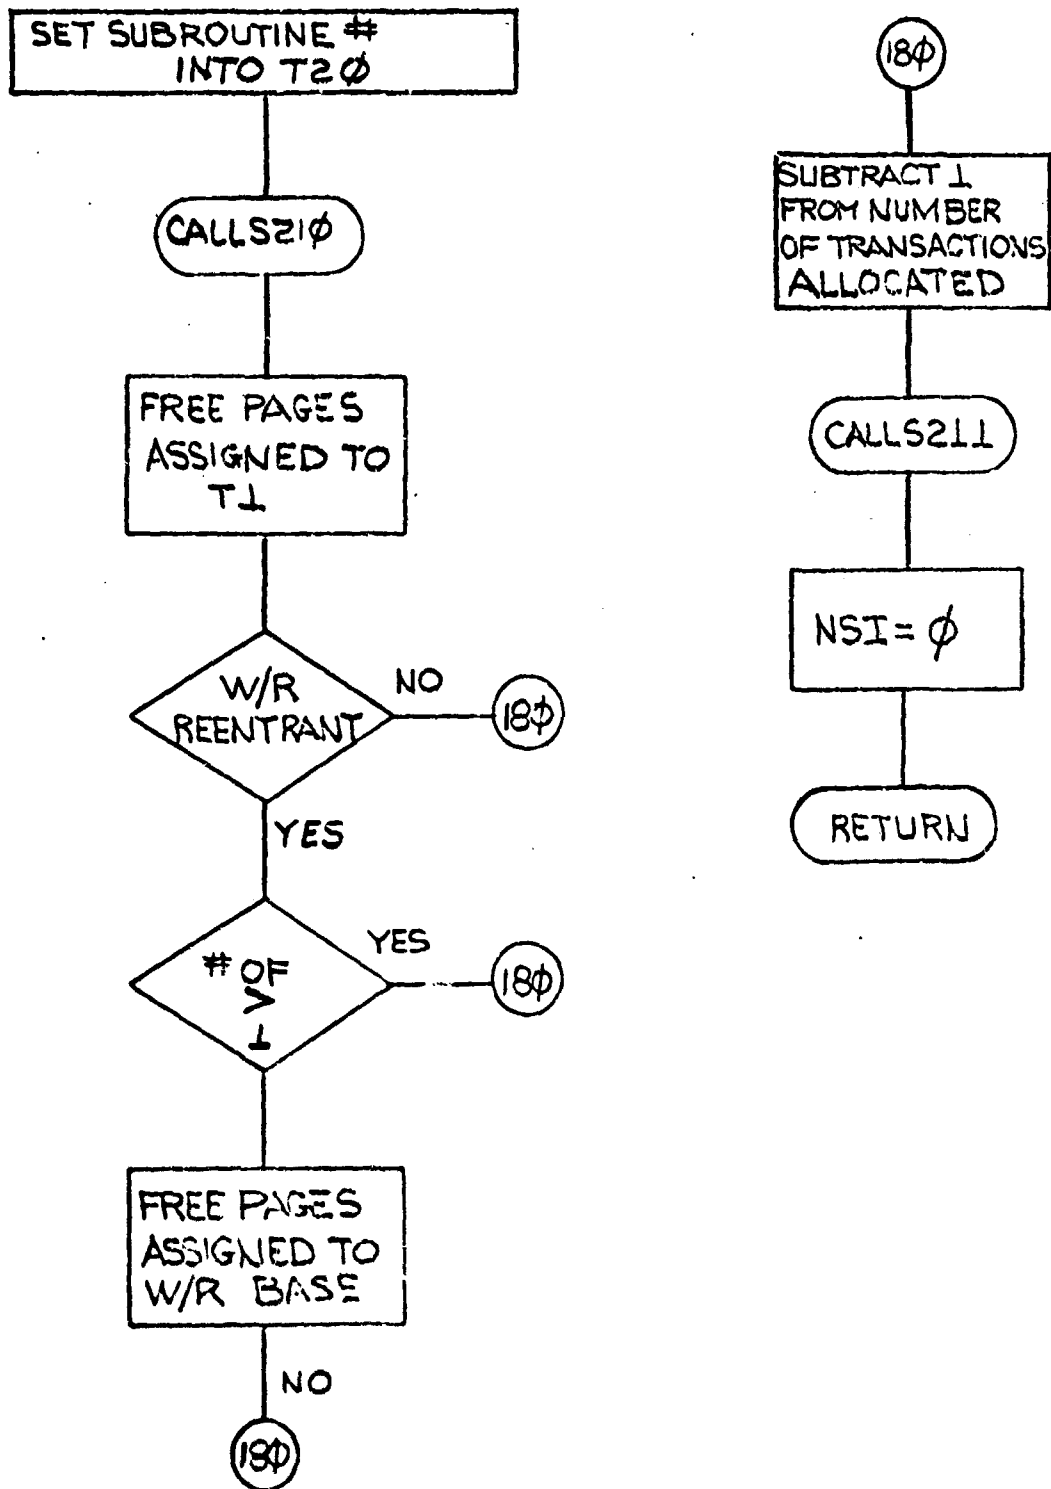 SET SUBROUTINE #
INTO T2Ø
CALLS21Ø
FREE PAGES
ASSIGNED TO
T1
W/R
REENTRANT
NO
18Ø
YES
# OF
>
1
YES
18Ø
FREE PAGES
ASSIGNED TO
W/R BASE
NO
18Ø
18Ø
SUBTRACT 1
FROM NUMBER
OF TRANSACTIONS
ALLOCATED
CALLS211
NSI = Ø
RETURN